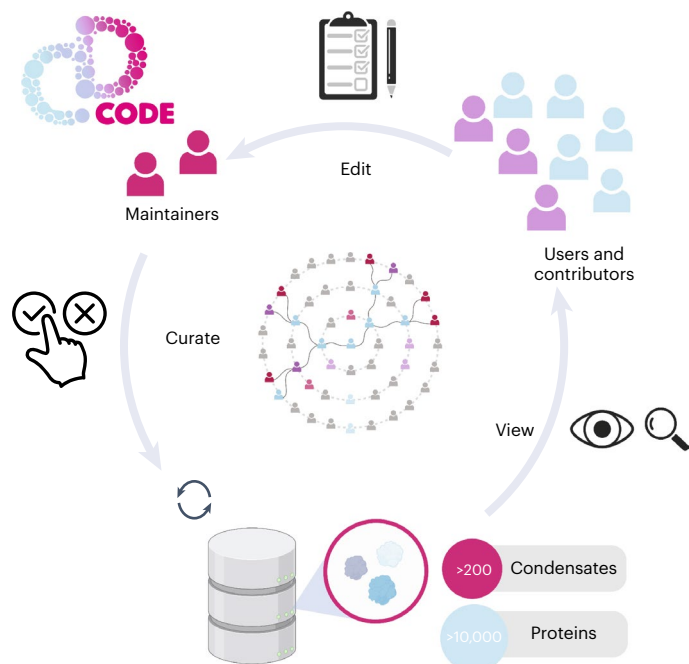 CODE
Maintainers
Edit
Users and
contributors
Curate
View
>200 Condensates
>10,000 Proteins